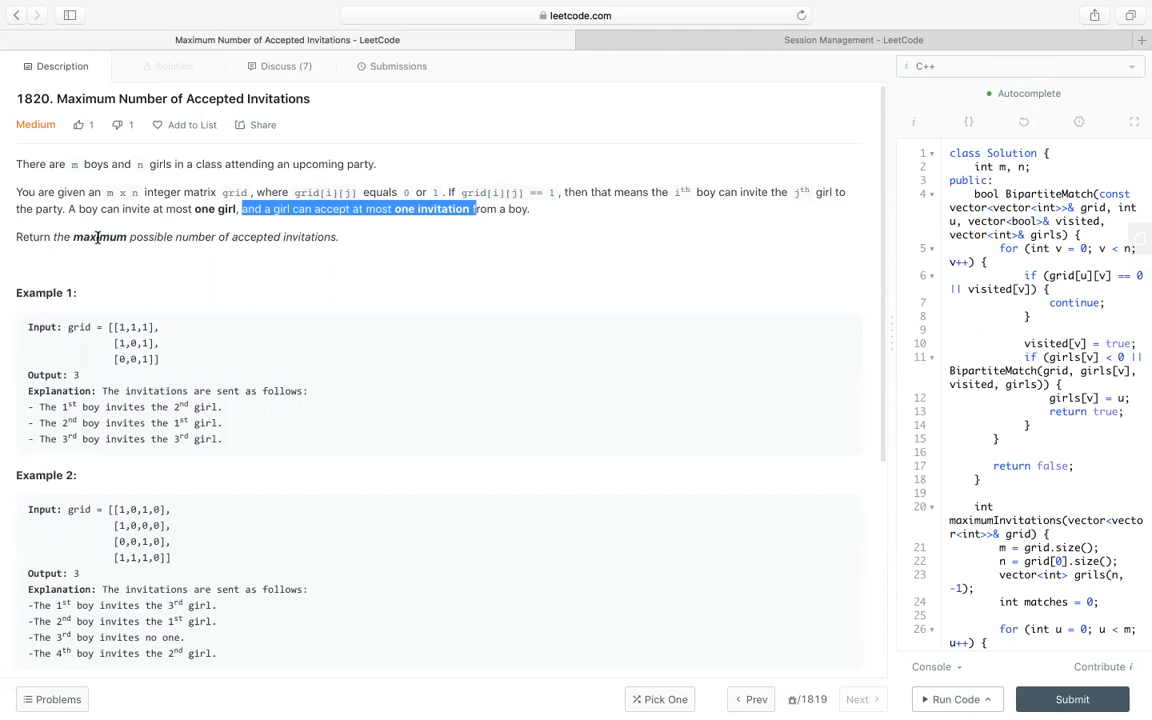 leetcode.com
Maximum Number of Accepted Invitations - LeetCode
Session Management - LeetCode
Description
Solution
Discuss (7)
Submissions
i C++
Autocomplete
1820. Maximum Number of Accepted Invitations
Medium 1 1 Add to List Share
There are m boys and n girls in a class attending an upcoming party.
You are given an m x n integer matrix grid, where grid[i][j] equals 0 or 1. If grid[i][j] == 1, then that means the ith boy can invite the jth girl to
the party. A boy can invite at most one girl, and a girl can accept at most one invitation from a boy.
Return the maximum possible number of accepted invitations.
Example 1:
Input: grid = [[1,1,1],
[1,0,1],
[0,0,1]]
Output: 3
Explanation: The invitations are sent as follows:
- The 1st boy invites the 2nd girl.
- The 2nd boy invites the 1st girl.
- The 3rd boy invites the 3rd girl.
Example 2:
Input: grid = [[1,0,1,0],
[1,0,0,0],
[0,0,1,0],
[1,1,1,0]]
Output: 3
Explanation: The invitations are sent as follows:
-The 1st boy invites the 3rd girl.
-The 2nd boy invites the 1st girl.
-The 3rd boy invites no one.
-The 4th boy invites the 2nd girl.
i {}
1 class Solution {
2 int m, n;
3 public:
4 bool BipartiteMatch(const
vector<vector<int>>& grid, int
u, vector<bool>& visited,
vector<int>& girls) {
5 for (int v = 0; v < n;
v++) {
6 if (grid[u][v] == 0
|| visited[v]) {
7 continue;
8 }
9
10 visited[v] = true;
11 if (girls[v] < 0 ||
BipartiteMatch(grid, girls[v],
visited, girls)) {
12 girls[v] = u;
13 return true;
14 }
15 }
16
17 return false;
18 }
19
20 int
maximumInvitations(vector<vecto
r<int>>& grid) {
21 m = grid.size();
22 n = grid[0].size();
23 vector<int> grils(n,
-1);
24 int matches = 0;
25
26 for (int u = 0; u < m;
u++) {
Console
Contribute i
Problems
Pick One
Prev
/1819
Next
Run Code
Submit